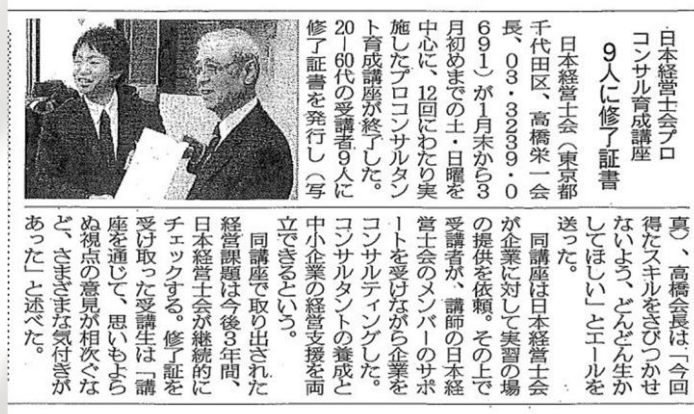 日本経営士会プロ
コンサル育成講座
9人に修了証書
日本経営士会（東京都
千代田区、高橋栄一会
長、03・3239・0
691）が1月末から3
月初めまでの土・日曜を
中心に、12回にわたり実
施したプロコンサルタン
ト育成講座が終了した。
20―60代の受講者9人に
修了証書を発行し（写
真）、高橋会長は「今回
得たスキルをさびつかせ
ないよう、どんどん生か
してほしい」とエールを
送った。
同講座は日本経営士会
が企業に対して実習の場
の提供を依頼。その上で
受講者が、講師の日本経
営士会のメンバーのサポ
ートを受けながら企業を
コンサルティングした。
コンサルタントの養成と
中小企業の経営支援を両
立できるという。
同講座で取り出された
経営課題は今後3年間、
日本経営士会が継続的に
チェックする。修了証を
受け取った受講生は「講
座を通じて、思いもよら
ぬ視点の意見が相次ぐな
ど、さまざまな気付きが
あった」と述べた。